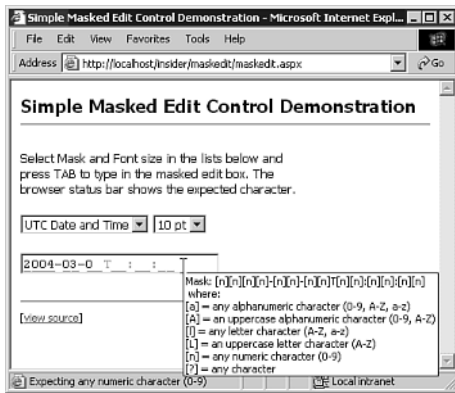 Simple Masked Edit Control Demonstration - Microsoft Internet Expl...
File Edit View Favorites Tools Help
Address http://localhost/insider/maskedit/maskedit.aspx Go
Simple Masked Edit Control Demonstration
Select Mask and Font size in the lists below and
press TAB to type in the masked edit box. The
browser status bar shows the expected character.
UTC Date and Time 10 pt
2004-03-0_T__:__:__
Mask: [n][n][n][n]-[n][n]-[n][n]T[n][n]:[n][n]:[n][n]
where:
[a] = any alphanumeric character (0-9, A-Z, a-z)
[A] = an uppercase alphanumeric character (0-9, A-Z)
[l] = any letter character (A-Z, a-z)
[L] = an uppercase letter character (A-Z)
[n] = any numeric character (0-9)
[?] = any character
[view source]
Expecting any numeric character (0-9) Local intranet